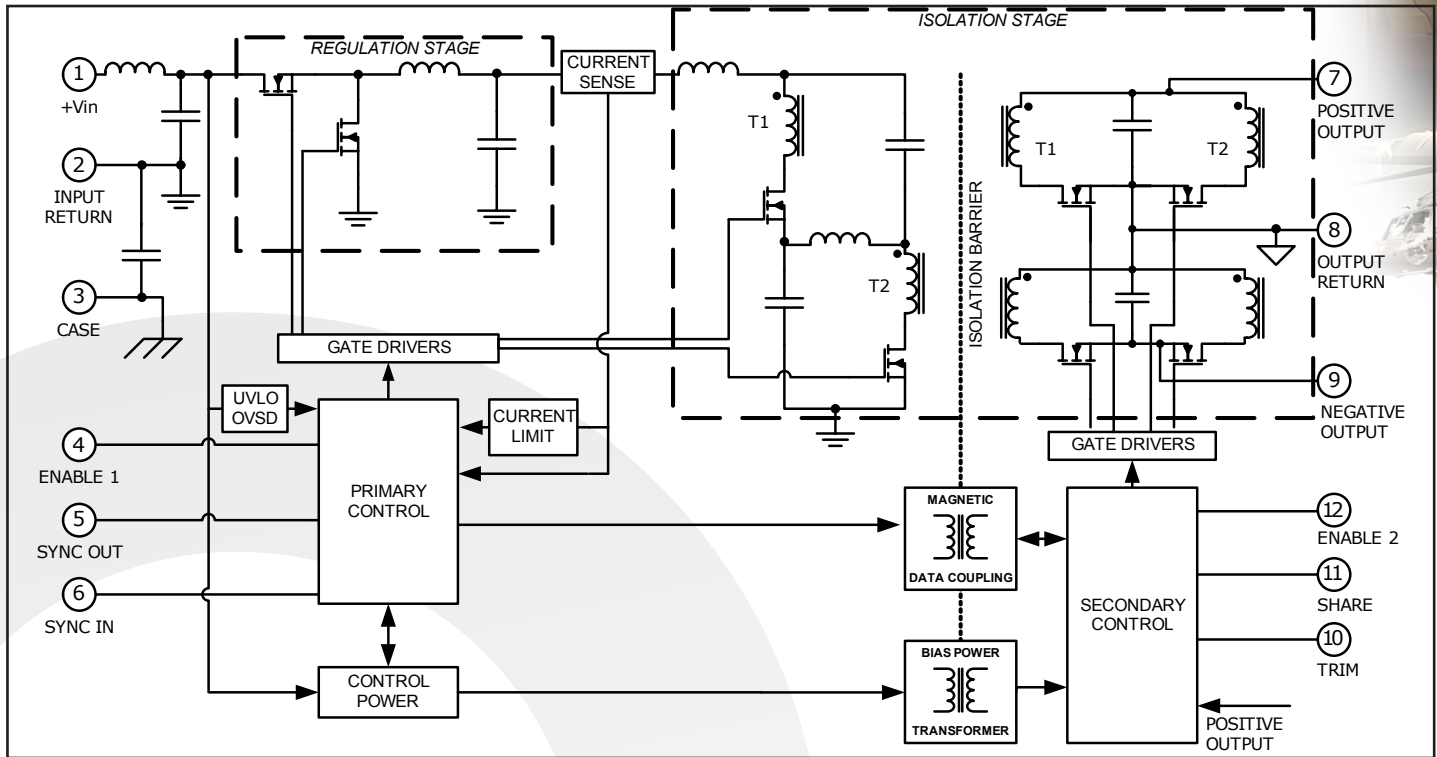 ISOLATION STAGE
REGULATION STAGE
1
+Vin
CURRENT
SENSE
7
POSITIVE
OUTPUT
T1
T1
T2
2
INPUT
RETURN
ISOLATION BARRIER
8
OUTPUT
RETURN
T2
3
CASE
GATE DRIVERS
9
NEGATIVE
OUTPUT
UVLO
OVSD
CURRENT
LIMIT
GATE DRIVERS
4
ENABLE 1
PRIMARY
CONTROL
MAGNETIC
DATA COUPLING
12
ENABLE 2
5
SYNC OUT
11
SHARE
6
SYNC IN
SECONDARY
CONTROL
10
TRIM
CONTROL
POWER
BIAS POWER
TRANSFORMER
POSITIVE
OUTPUT